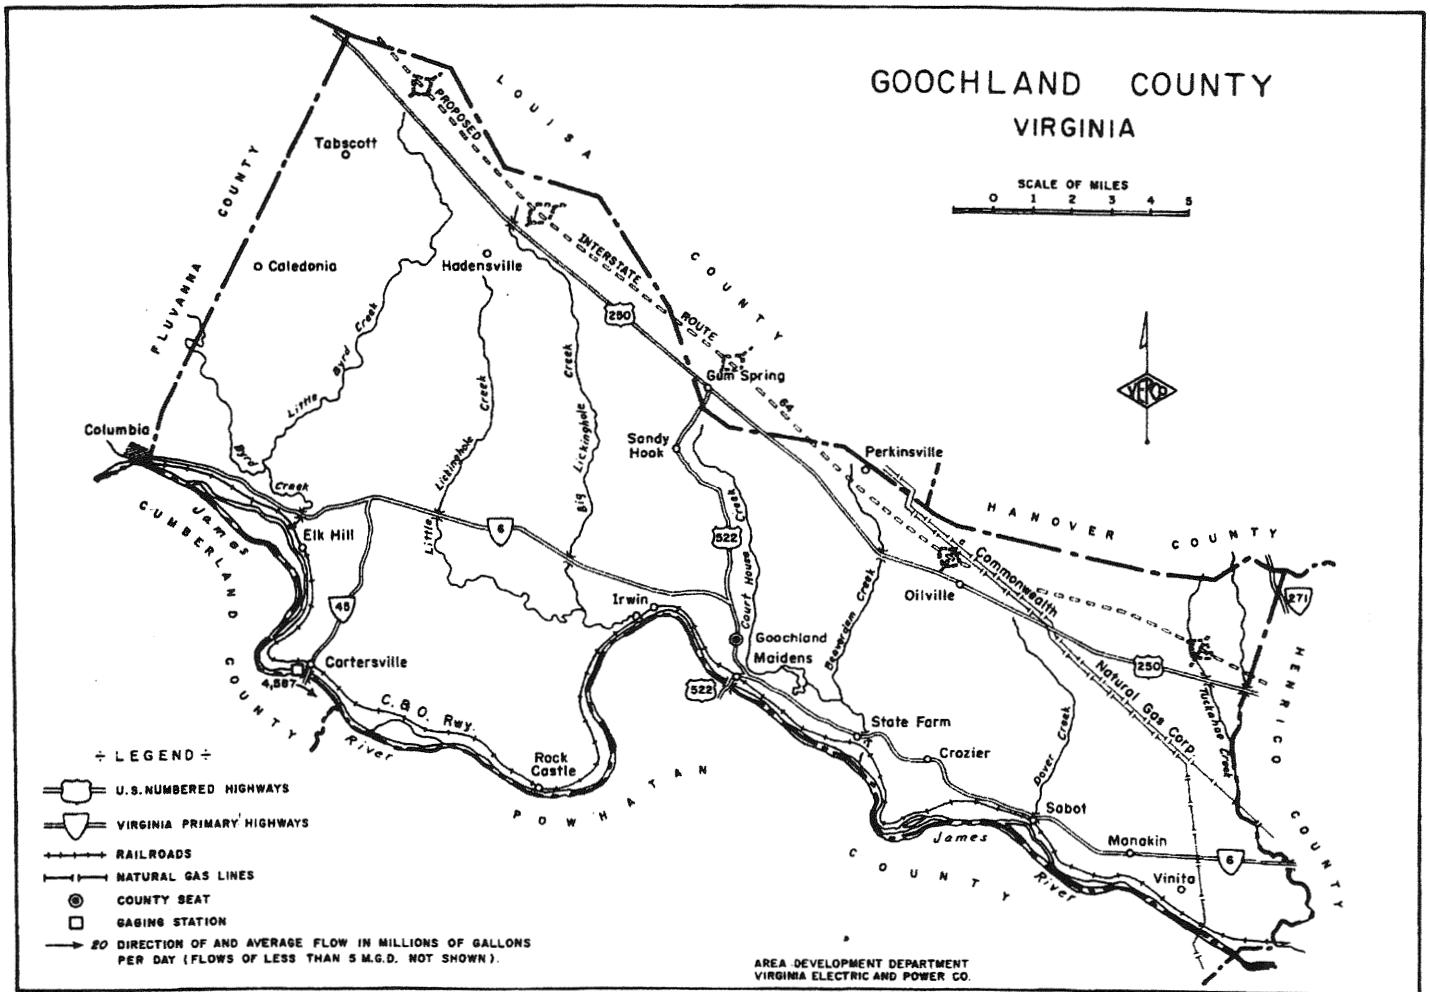 GOOCHLAND COUNTY
VIRGINIA
SCALE OF MILES
0 1 2 3 4 5
VEPCO
LOUISA
COUNTY
PROPOSED
INTERSTATE
ROUTE
64
FLUVANNA COUNTY
Tabscott
Caledonia
Hadensville
250
Gum Spring
Sandy
Hook
Perkinsville
HANOVER COUNTY
Columbia
Byrd
Creek
Little Byrd Creek
Little Lickinghole Creek
Big Lickinghole Creek
Court House Creek
Beaverdam Creek
Dover Creek
Tuckahoe Creek
CUMBERLAND
COUNTY
James
River
Elk Hill
6
45
522
Irwin
Goochland
Maidens
522
Oilville
Commonwealth
Natural Gas Corp.
250
271
HENRICO
COUNTY
Cartersville
4,587
C. & O. Rwy.
Rock
Castle
POWHATAN
COUNTY
State Farm
Crozier
Sabot
Manakin
6
Vinita
James
River
÷ LEGEND ÷
U.S. NUMBERED HIGHWAYS
VIRGINIA PRIMARY HIGHWAYS
RAILROADS
NATURAL GAS LINES
COUNTY SEAT
GAGING STATION
20 DIRECTION OF AND AVERAGE FLOW IN MILLIONS OF GALLONS
PER DAY (FLOWS OF LESS THAN 5 M.G.D. NOT SHOWN).
AREA DEVELOPMENT DEPARTMENT
VIRGINIA ELECTRIC AND POWER CO.